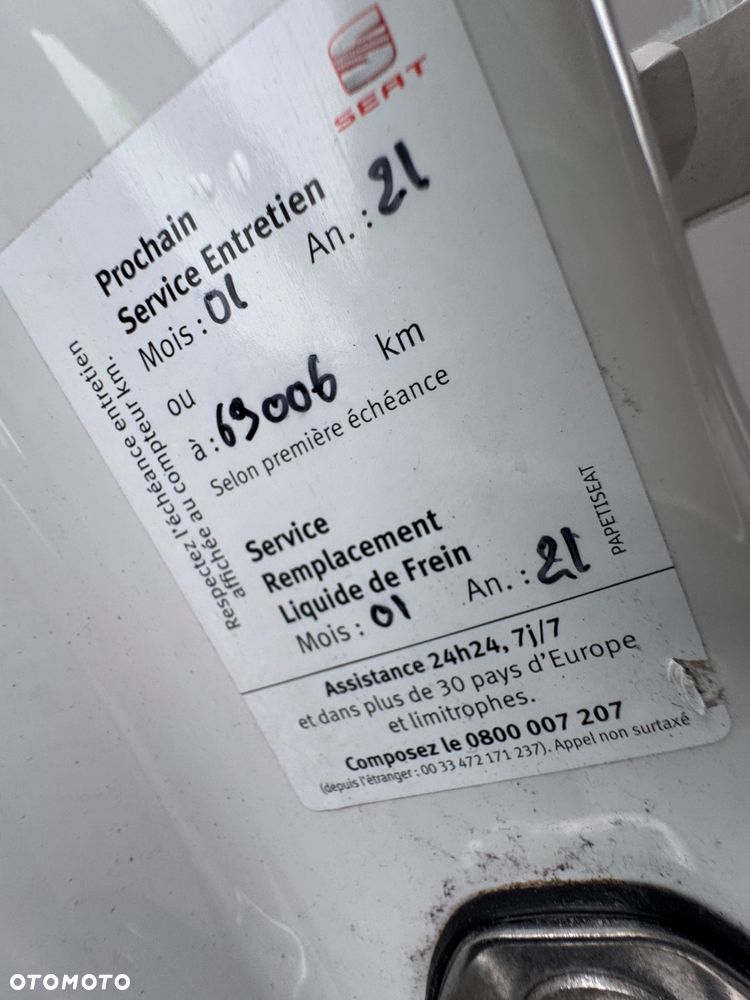 SEAT
Prochain
Service Entretien
Mois : 01 An. : 21
ou
à : 69006 km
Selon première échéance
Respectez l'échéance entretien
affichée au compteur km.
Service
Remplacement
Liquide de Frein
Mois : 01 An. : 21
PAPETISEAT
Assistance 24h24, 7j/7
et dans plus de 30 pays d'Europe
et limitrophes.
Composez le 0800 007 207
(depuis l'étranger : 00 33 472 171 237). Appel non surtaxé
OTOMOTO